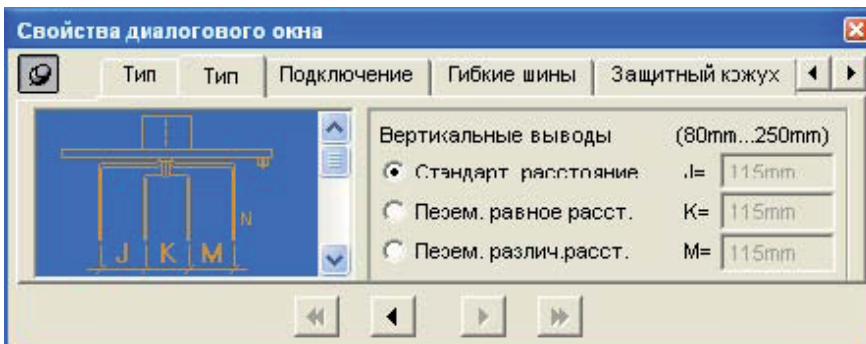 Свойства диалогового окна
Тип Тип Подключение Гибкие шины Защитный кожух
Вертикальные выводы (80mm...250mm)
Стандарт. расстояние J= 115mm
Перем. равное расст. K= 115mm
Перем. различ.расст. M= 115mm
N
J K M